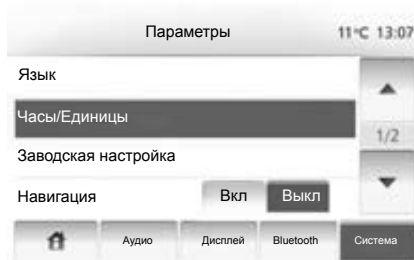 Параметры 11°C 13:07
Язык
Часы/Единицы
1/2
Заводская настройка
Навигация Вкл Выкл
Аудио Дисплей Bluetooth Система